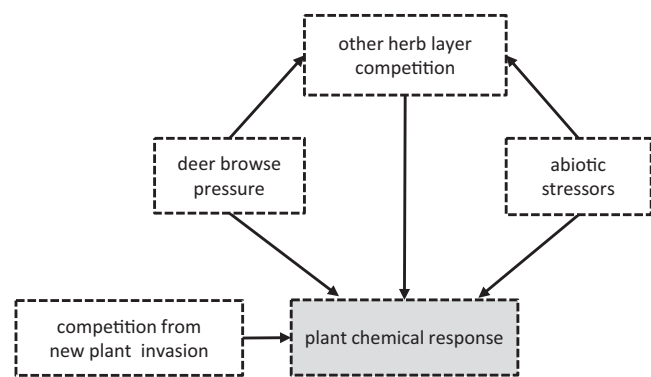 other herb layer
competition
deer browse
pressure
abiotic
stressors
competition from
new plant invasion
plant chemical response